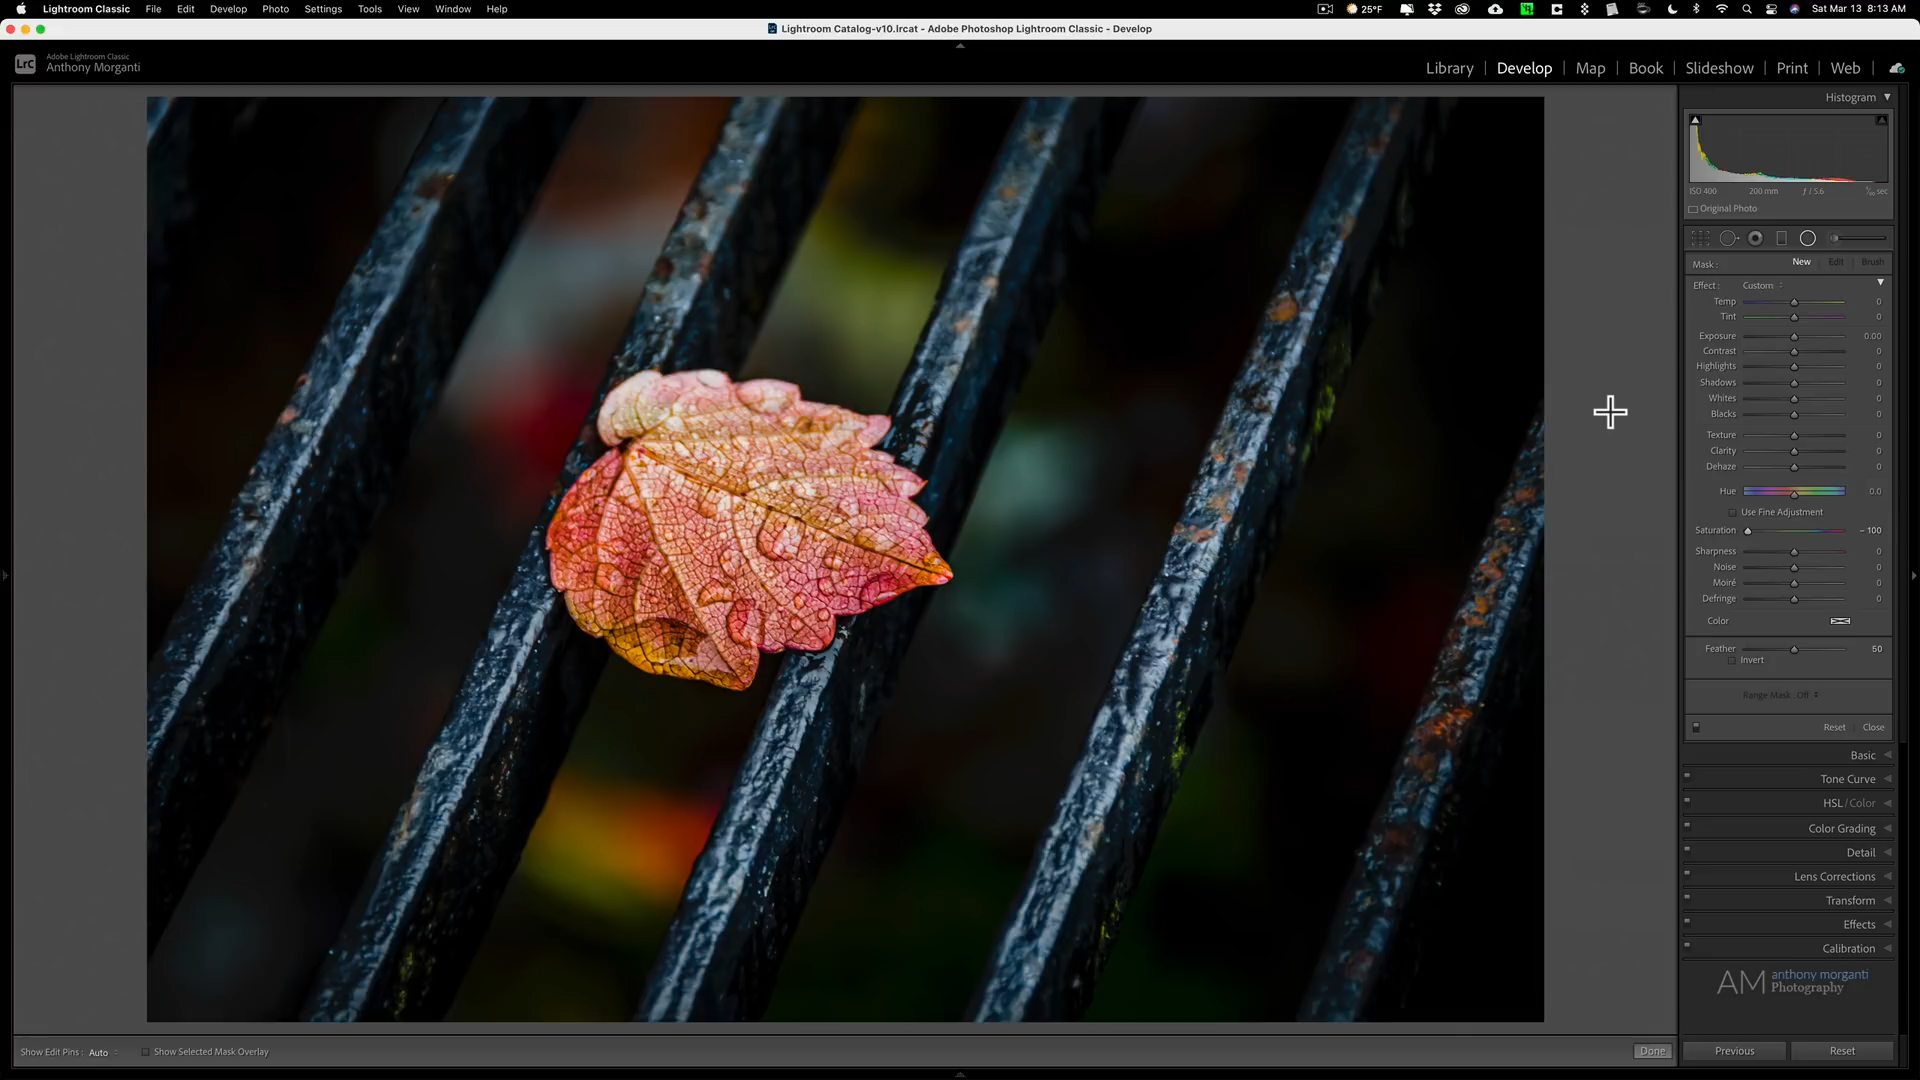 Lightroom Classic File Edit Develop Photo Settings Tools View Window Help 25°F Sat Mar 13 8:13 AM
Lightroom Catalog-v10.lrcat - Adobe Photoshop Lightroom Classic - Develop
LrC Adobe Lightroom Classic
Anthony Morganti
Library | Develop | Map | Book | Slideshow | Print | Web
Histogram
ISO 400 200 mm ƒ / 5.6 sec
Original Photo
Mask : New Edit Brush
Effect : Custom
Temp 0
Tint 0
Exposure 0.00
Contrast 0
Highlights 0
Shadows 0
Whites 0
Blacks 0
Texture 0
Clarity 0
Dehaze 0
Hue 0.0
Use Fine Adjustment
Saturation – 100
Sharpness 0
Noise 0
Moiré 0
Defringe 0
Color
Feather 50
Invert
Range Mask : Off
Reset Close
Basic
Tone Curve
HSL / Color
Color Grading
Detail
Lens Corrections
Transform
Effects
Calibration
AM anthony morganti
Photography
Show Edit Pins : Auto Show Selected Mask Overlay Done Previous Reset